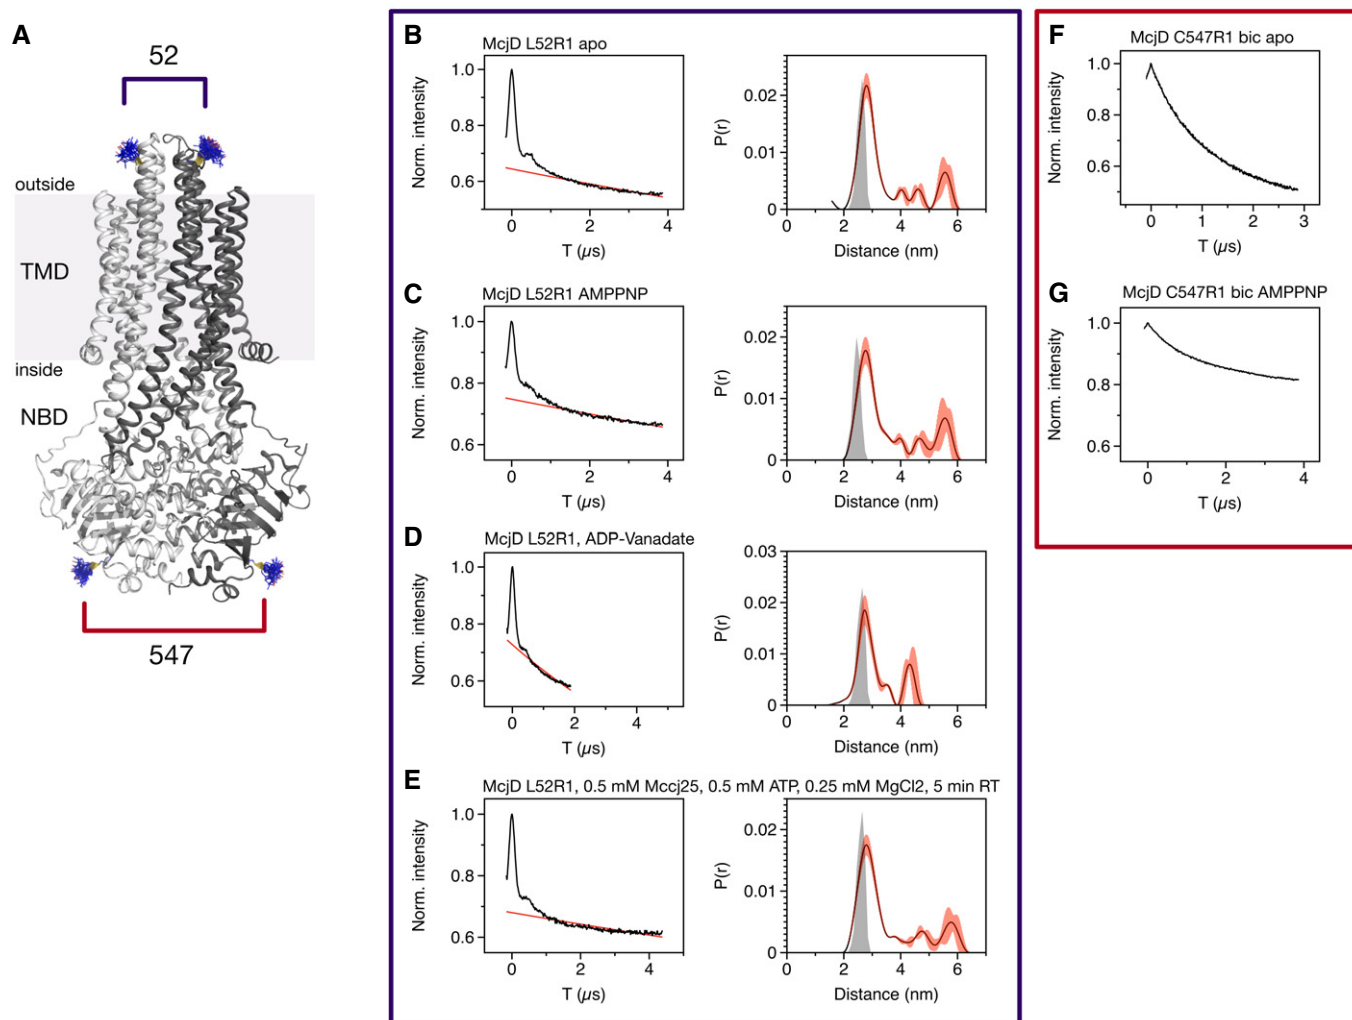 A
52
outside
TMD
inside
NBD
547
B
McjD L52R1 apo
Norm. intensity
1.0
0.8
0.6
0 2 4
T (µs)
P(r)
0.02
0.01
0
0 2 4 6
Distance (nm)
C
McjD L52R1 AMPPNP
Norm. intensity
1.0
0.8
0.6
0 2 4
T (µs)
P(r)
0.02
0.01
0
0 2 4 6
Distance (nm)
D
McjD L52R1, ADP-Vanadate
Norm. intensity
1.0
0.8
0.6
0 2 4
T (µs)
P(r)
0.03
0.02
0.01
0
0 2 4 6
Distance (nm)
E
McjD L52R1, 0.5 mM Mccj25, 0.5 mM ATP, 0.25 mM MgCl2, 5 min RT
Norm. intensity
1.0
0.8
0.6
0 2 4
T (µs)
P(r)
0.02
0.01
0
0 2 4 6
Distance (nm)
F
McjD C547R1 bic apo
Norm. intensity
1.0
0.8
0.6
0 1 2 3
T (µs)
G
McjD C547R1 bic AMPPNP
Norm. intensity
1.0
0.8
0.6
0 2 4
T (µs)